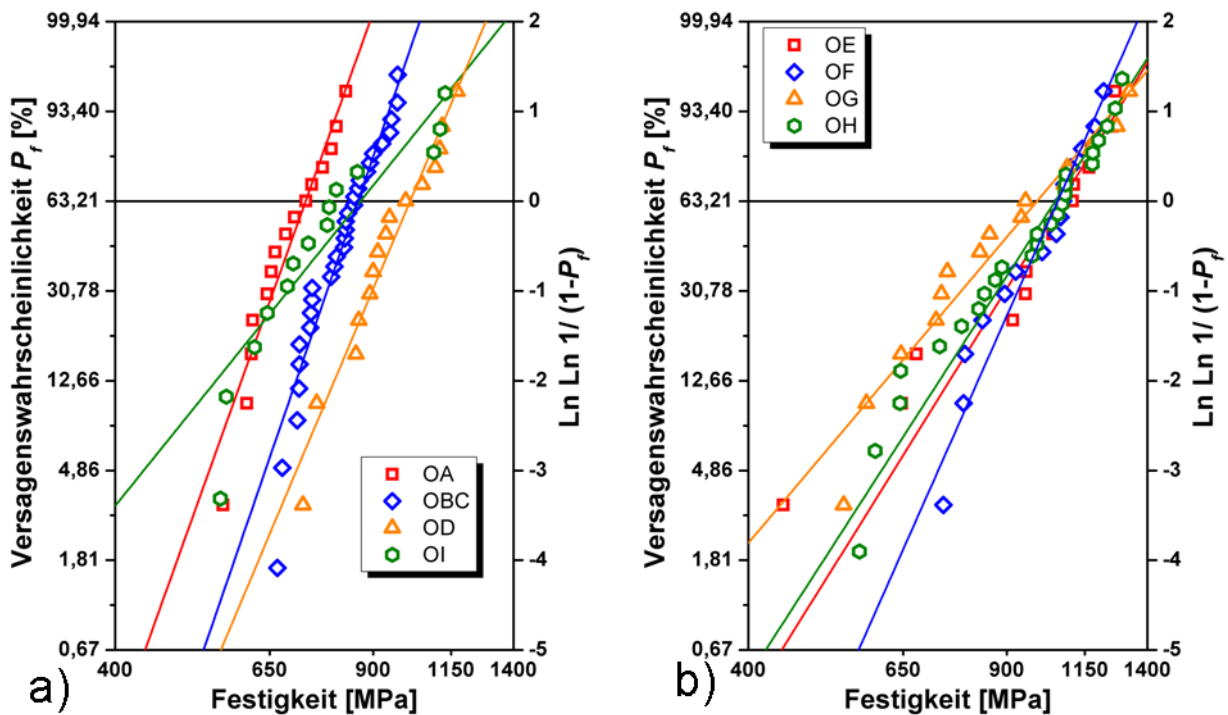 Versagenswahrscheinlichkeit Pf [%]
99,94
93,40
63,21
30,78
12,66
4,86
1,81
0,67
2
1
0
-1
-2
-3
-4
-5
Ln Ln 1/ (1-Pf)
OA
OBC
OD
OI
400
650
900
1150
1400
Festigkeit [MPa]
a)
Versagenswahrscheinlichkeit Pf [%]
99,94
93,40
63,21
30,78
12,66
4,86
1,81
0,67
OE
OF
OG
OH
2
1
0
-1
-2
-3
-4
-5
Ln Ln 1/ (1-Pf)
400
650
900
1150
1400
Festigkeit [MPa]
b)